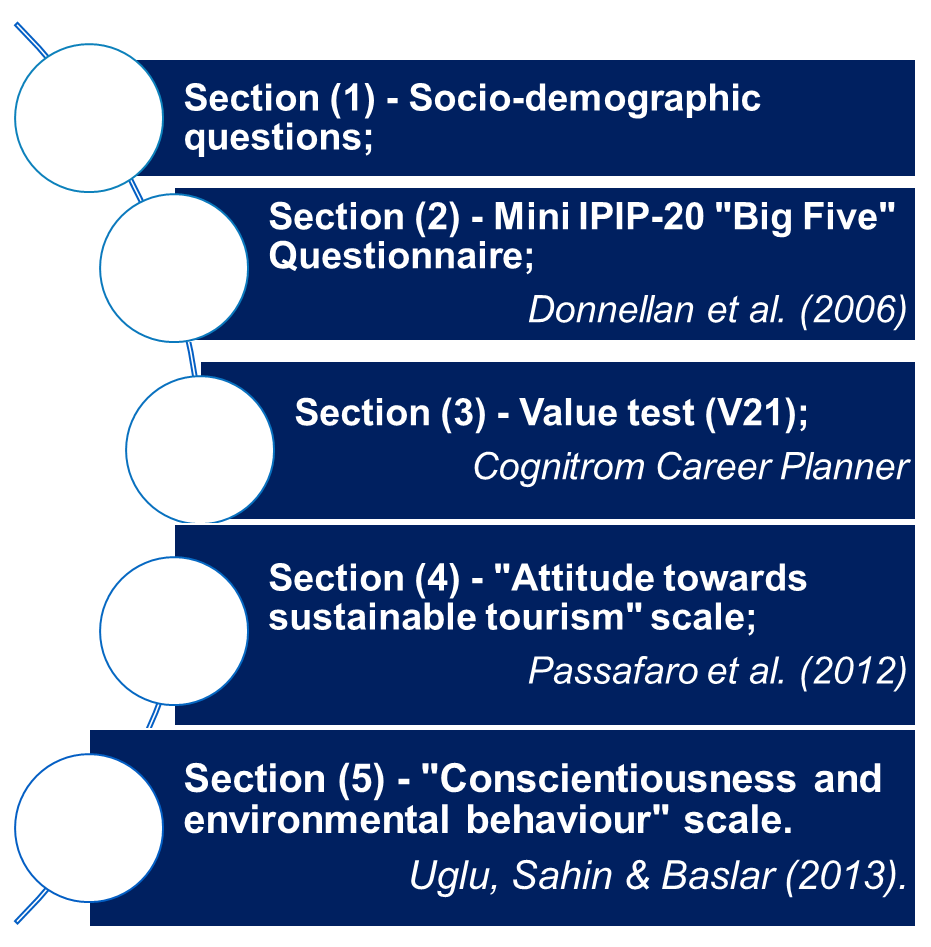 Section (1) - Socio-demographic
questions;
Section (2) - Mini IPIP-20 "Big Five"
Questionnaire;
Donnellan et al. (2006)
Section (3) - Value test (V21);
Cognitrom Career Planner
Section (4) - "Attitude towards
sustainable tourism" scale;
Passafaro et al. (2012)
Section (5) - "Conscientiousness and
environmental behaviour" scale.
Uglu, Sahin & Baslar (2013).